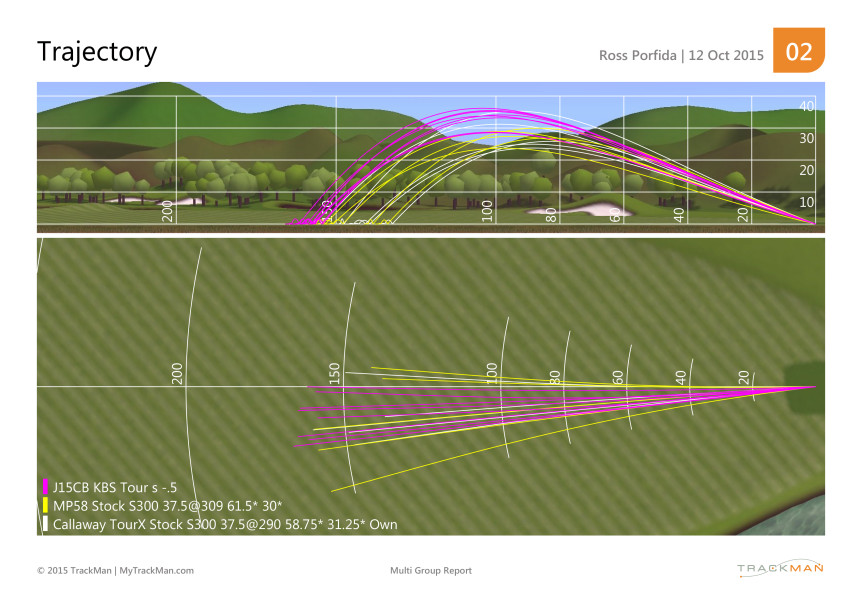 Trajectory
Ross Porfida | 12 Oct 2015
02
40
30
20
10
200
150
100
80
60
40
20
200
150
100
80
60
40
20
J15CB KBS Tour s -.5
MP58 Stock S300 37.5@309 61.5* 30*
Callaway TourX Stock S300 37.5@290 58.75* 31.25* Own
© 2015 TrackMan | MyTrackMan.com
Multi Group Report
TRACKMAN